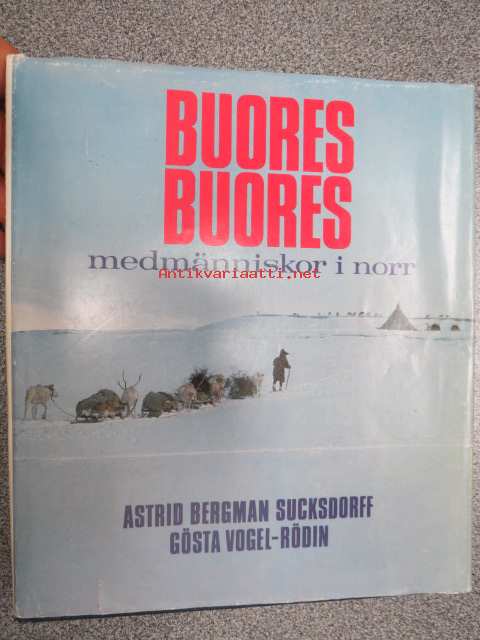 BUORES
BUORES
medmänniskor i norr
Antikvariaatti.net
ASTRID BERGMAN SUCKSDORFF
GÖSTA VOGEL-RÖDIN